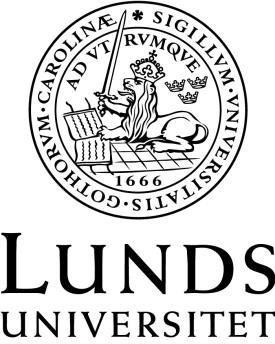 SIGILLVM · VNIVERSITATIS · GOTHORVM · CAROLINÆ *
AD VTRVMQVE
1666
LUNDS
UNIVERSITET